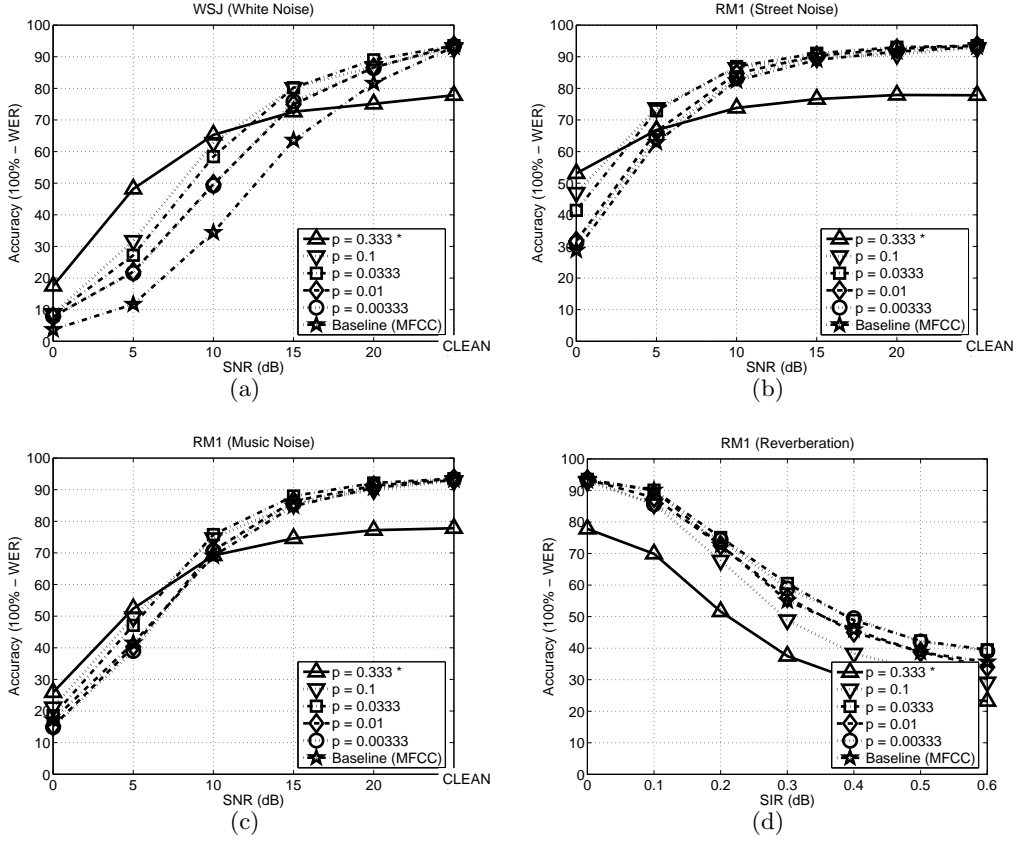 WSJ (White Noise)
100
90
80
70
60
50
40
30
20
10
0
Accuracy (100% − WER)
p = 0.333 *
p = 0.1
p = 0.0333
p = 0.01
p = 0.00333
Baseline (MFCC)
0 5 10 15 20 CLEAN
SNR (dB)
(a)
RM1 (Street Noise)
100
90
80
70
60
50
40
30
20
10
0
Accuracy (100% − WER)
p = 0.333 *
p = 0.1
p = 0.0333
p = 0.01
p = 0.00333
Baseline (MFCC)
0 5 10 15 20 CLEAN
SNR (dB)
(b)
RM1 (Music Noise)
100
90
80
70
60
50
40
30
20
10
0
Accuracy (100% − WER)
p = 0.333 *
p = 0.1
p = 0.0333
p = 0.01
p = 0.00333
Baseline (MFCC)
0 5 10 15 20 CLEAN
SNR (dB)
(c)
RM1 (Reverberation)
100
90
80
70
60
50
40
30
20
10
0
Accuracy (100% − WER)
p = 0.333 *
p = 0.1
p = 0.0333
p = 0.01
p = 0.00333
Baseline (MFCC)
0 0.1 0.2 0.3 0.4 0.5 0.6
SIR (dB)
(d)